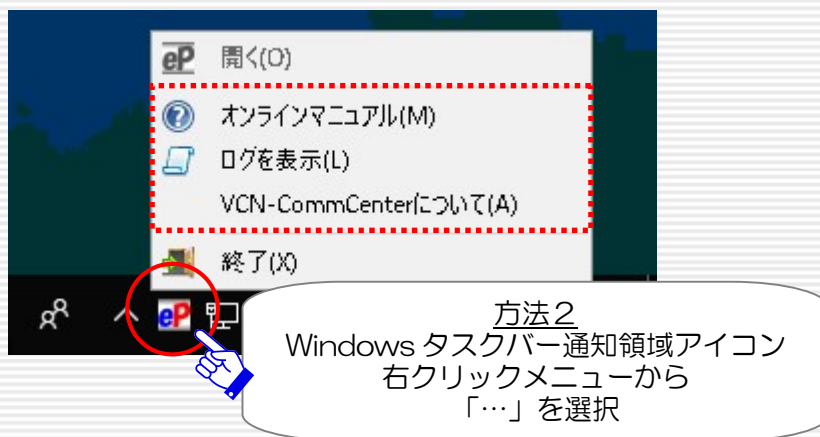 eP 開く(O)
オンラインマニュアル(M)
ログを表示(L)
VCN-CommCenterについて(A)
終了(X)
eP
方法２
Windows タスクバー通知領域アイコン
右クリックメニューから
「…」を選択